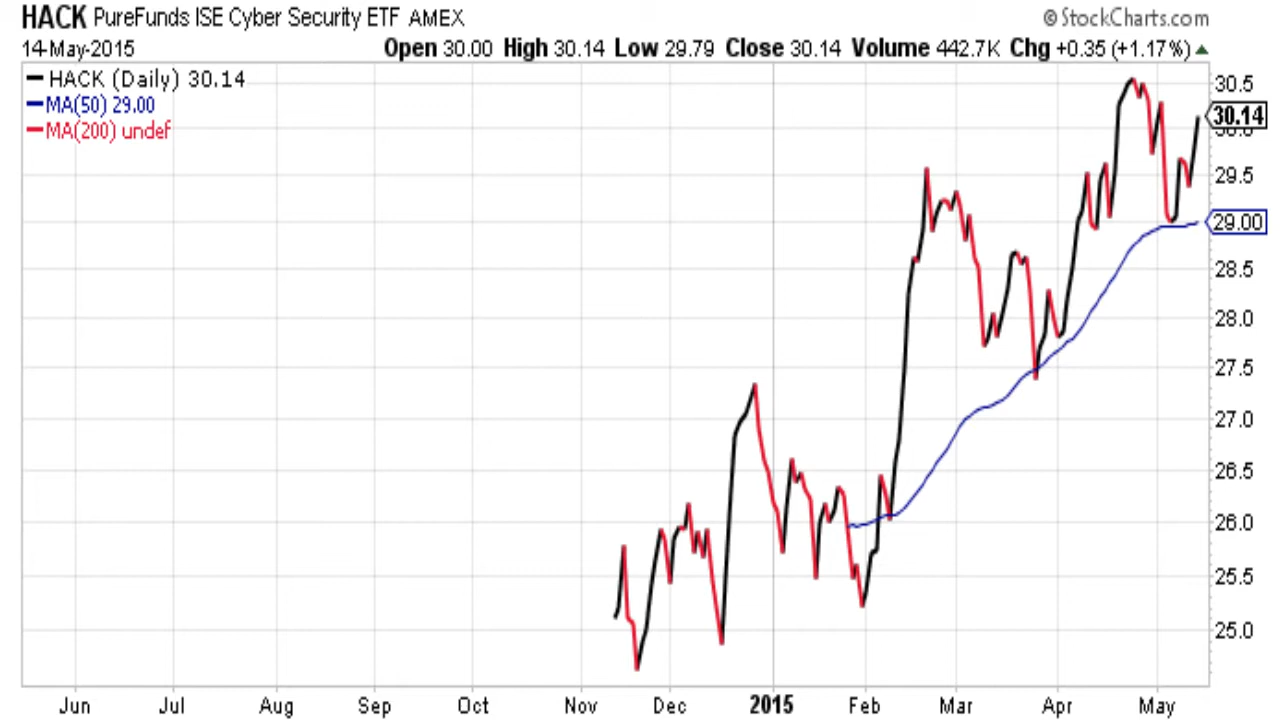 HACK PureFunds ISE Cyber Security ETF AMEX © StockCharts.com
14-May-2015 Open 30.00 High 30.14 Low 29.79 Close 30.14 Volume 442.7K Chg +0.35 (+1.17%)
HACK (Daily) 30.14
MA(50) 29.00
MA(200) undef
30.5
30.14
30.0
29.5
29.00
28.5
28.0
27.5
27.0
26.5
26.0
25.5
25.0
Jun Jul Aug Sep Oct Nov Dec 2015 Feb Mar Apr May